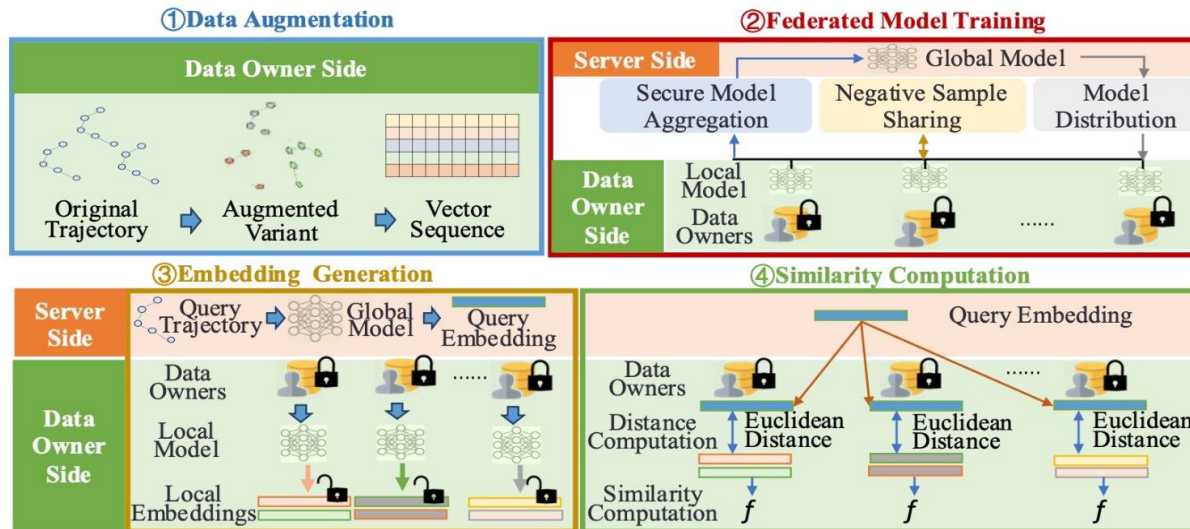 ①Data Augmentation
Data Owner Side
Original
Trajectory
Augmented
Variant
Vector
Sequence
②Federated Model Training
Server Side
Global Model
Secure Model
Aggregation
Negative Sample
Sharing
Model
Distribution
Data
Owner
Side
Local
Model
Data
Owners
......
③Embedding Generation
Server
Side
Query
Trajectory
Global
Model
Query
Embedding
Data
Owner
Side
Data
Owners
......
Local
Model
Local
Embeddings
④Similarity Computation
Query Embedding
Data
Owners
......
Distance
Computation
Euclidean
Distance
Euclidean
Distance
Euclidean
Distance
Similarity
Computation
f
f
f